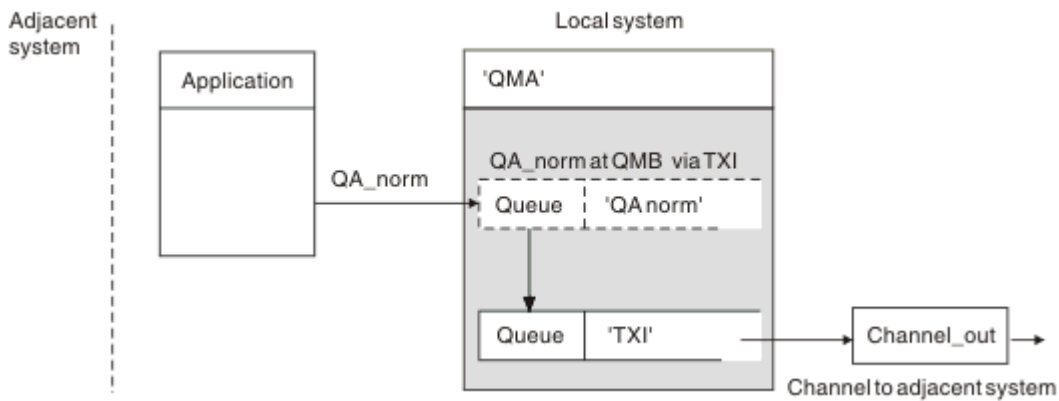 Adjacent
system
Local system
Application
'QMA'
QA_norm at QMB via TXI
QA_norm
Queue
'QA norm'
Queue
'TXI'
Channel_out
Channel to adjacent system